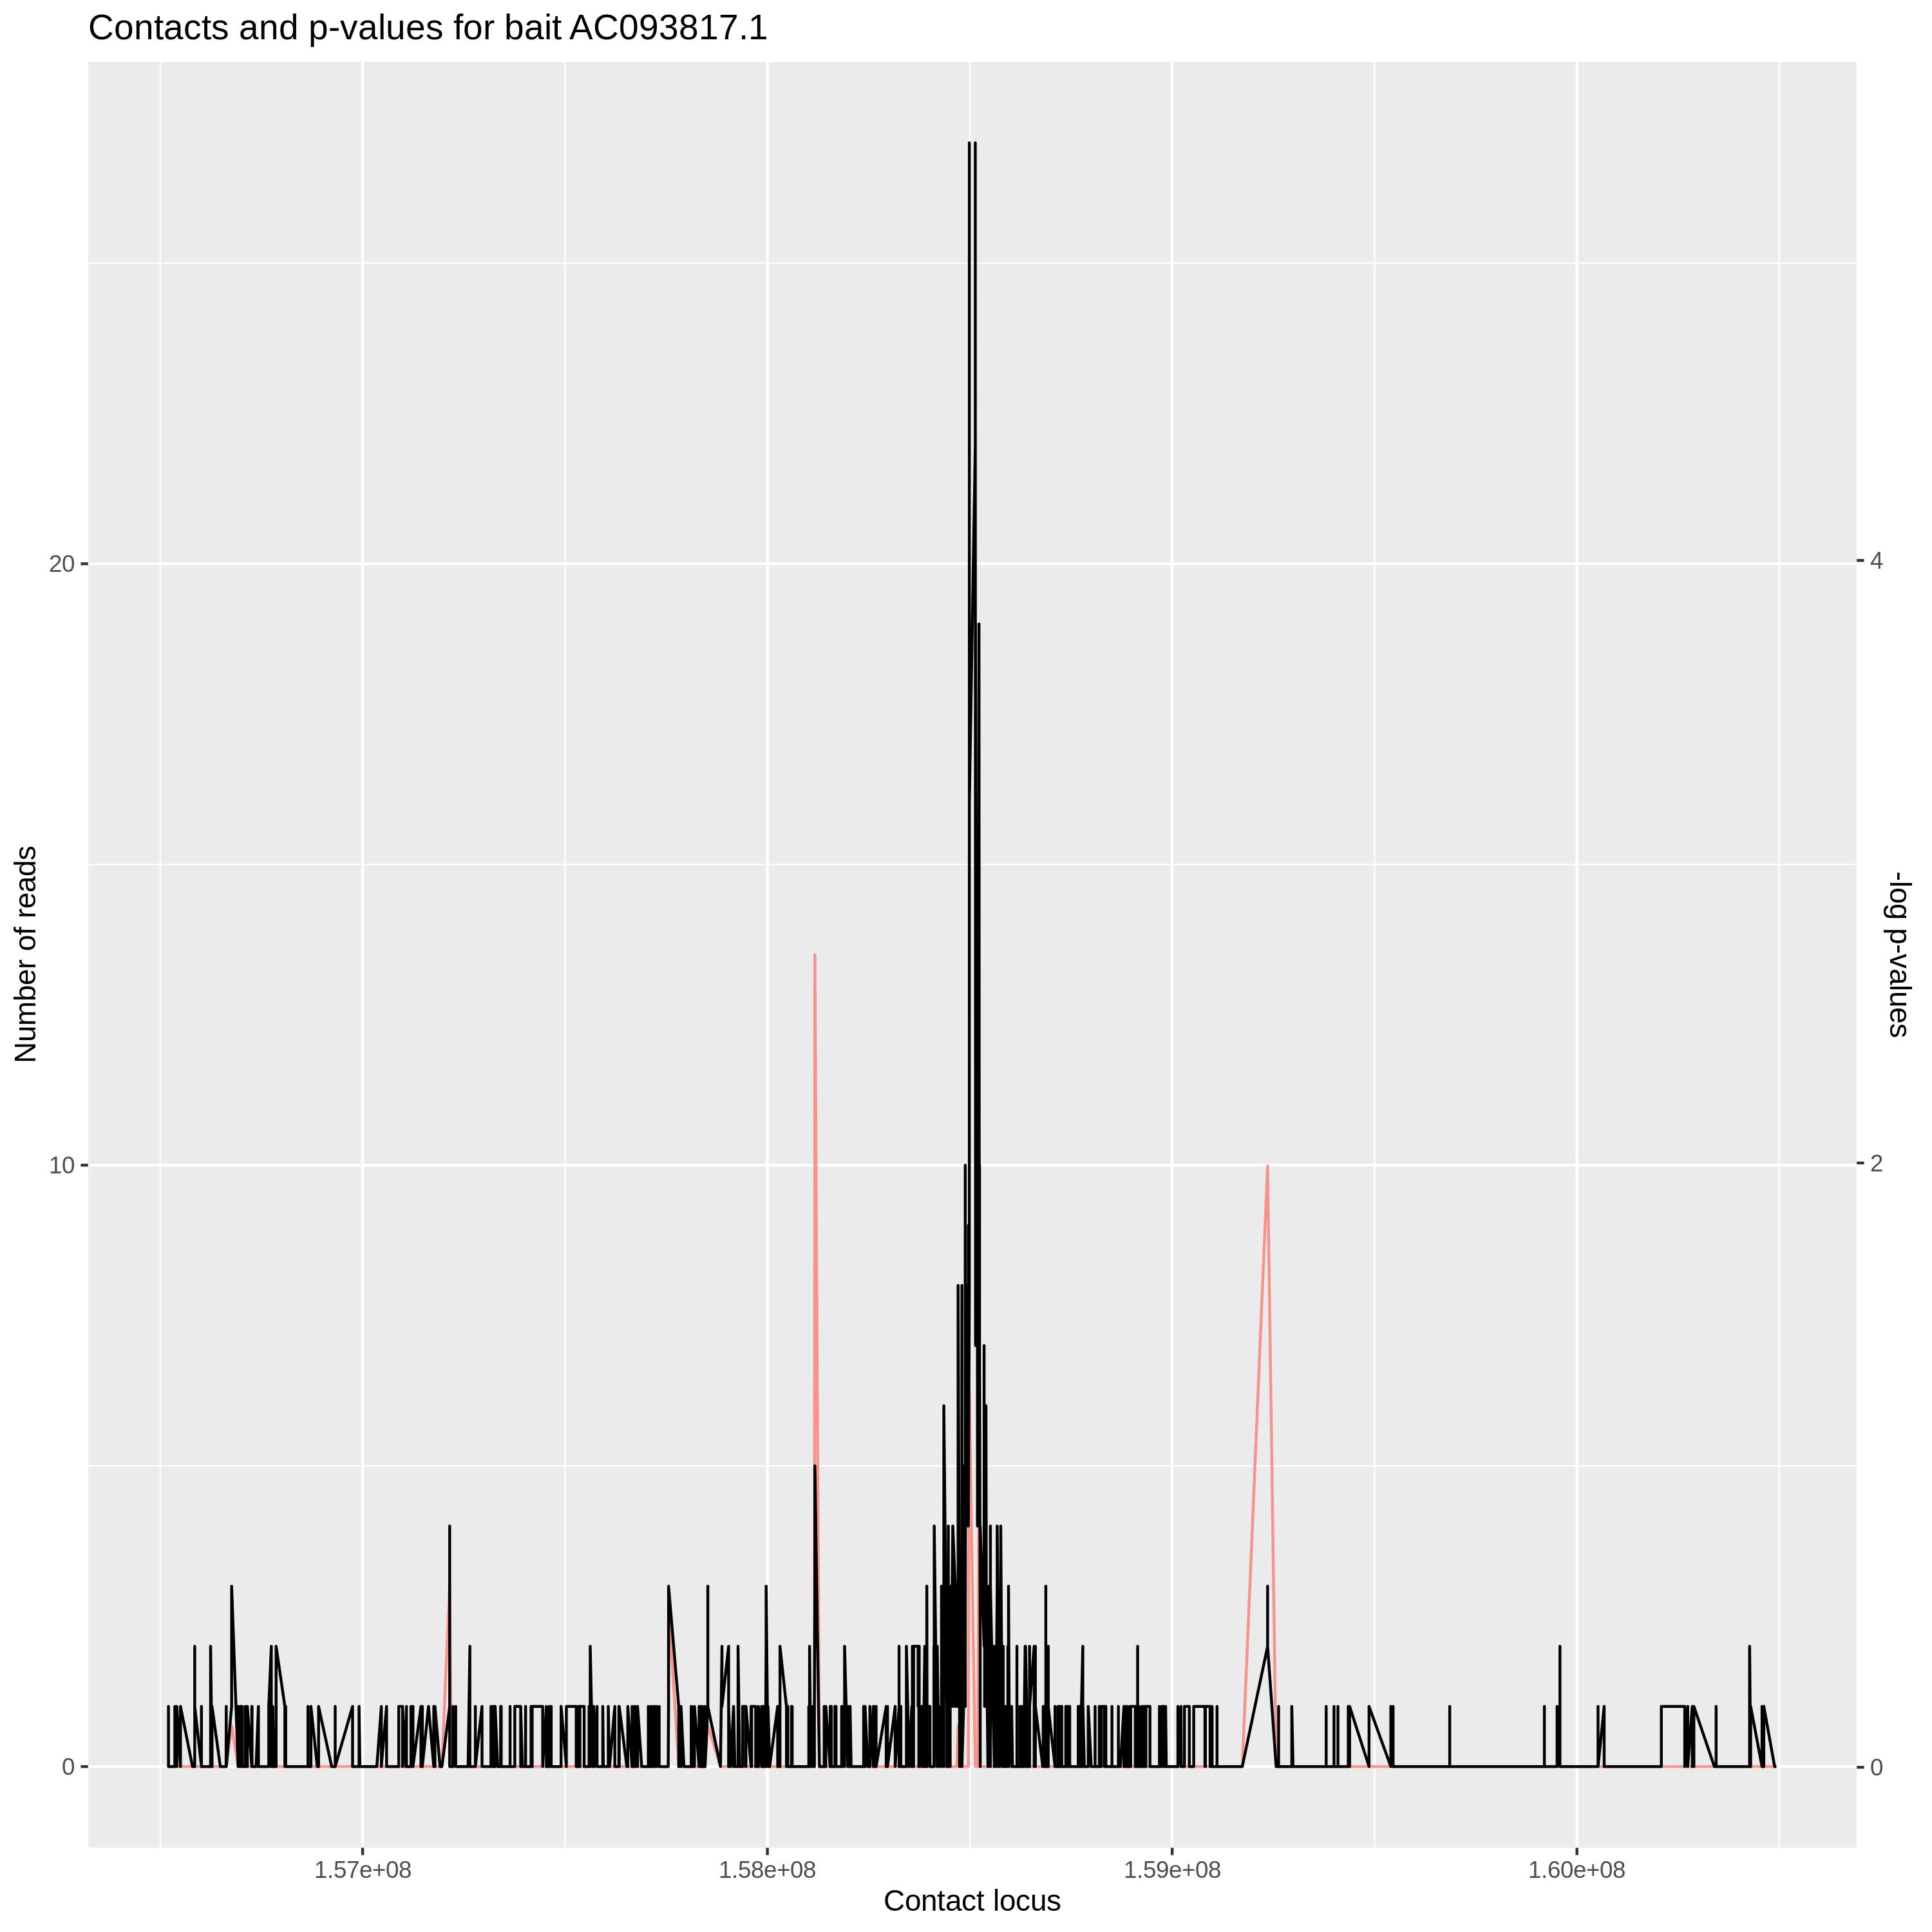 Contacts and p-values for bait AC093817.1
20
10
0
Number of reads
4
2
0
-log p-values
1.57e+08
1.58e+08
1.59e+08
1.60e+08
Contact locus